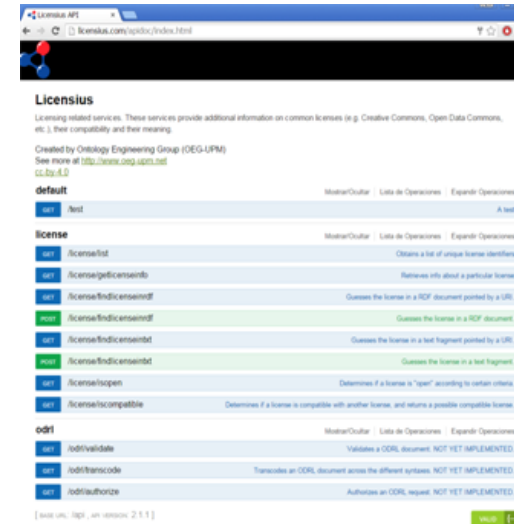 Licensius API
licensius.com/apidoc/index.html
Licensius
Licensing related services. These services provide additional information on common licenses (e.g. Creative Commons, Open Data Commons,
etc.), their compatibility and their meaning.
Created by Ontology Engineering Group (OEG-UPM)
See more at http://www.oeg-upm.net
cc-by-4.0
default Mostrar/Ocultar Lista de Operaciones Expandir Operaciones
GET /test A test
license Mostrar/Ocultar Lista de Operaciones Expandir Operaciones
GET /license/list Obtains a list of unique license identifiers
GET /license/getlicenseinfo Retrieves info about a particular license
GET /license/findlicenseinrdf Guesses the license in a RDF document pointed by a URI.
POST /license/findlicenseinrdf Guesses the license in a RDF document.
GET /license/findlicenseintxt Guesses the license in a text fragment pointed by a URI.
POST /license/findlicenseintxt Guesses the license in a text fragment.
GET /license/isopen Determines if a license is "open" according to certain criteria
GET /license/iscompatible Determines if a license is compatible with another license, and returns a possible compatible license.
odrl Mostrar/Ocultar Lista de Operaciones Expandir Operaciones
GET /odrl/validate Validates a ODRL document. NOT YET IMPLEMENTED.
GET /odrl/transcode Transcodes an ODRL document across the different syntaxes. NOT YET IMPLEMENTED.
GET /odrl/authorize Authorizes an ODRL request. NOT YET IMPLEMENTED.
[ BASE URL: /api , API VERSION: 2.1.1 ]
VALID {-